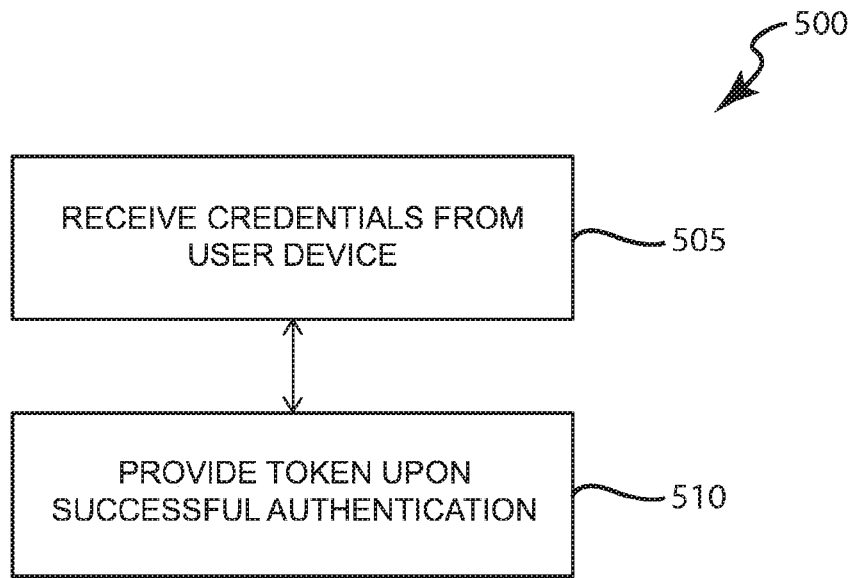 500
RECEIVE CREDENTIALS FROM
USER DEVICE
505
PROVIDE TOKEN UPON
SUCCESSFUL AUTHENTICATION
510